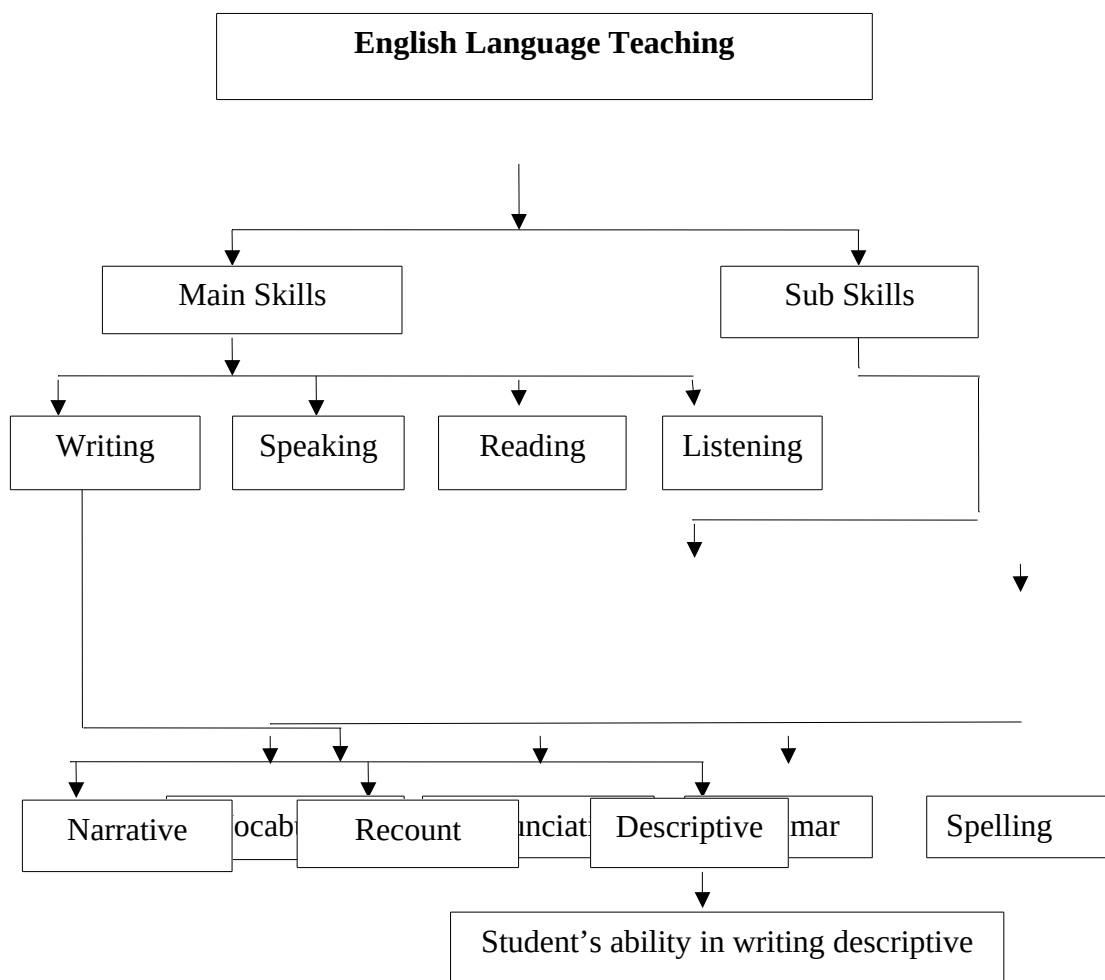 English Language Teaching
Main Skills
Sub Skills
Writing
Speaking
Reading
Listening
Narrative
Recount
Descriptive
Spelling
Student’s ability in writing descriptive